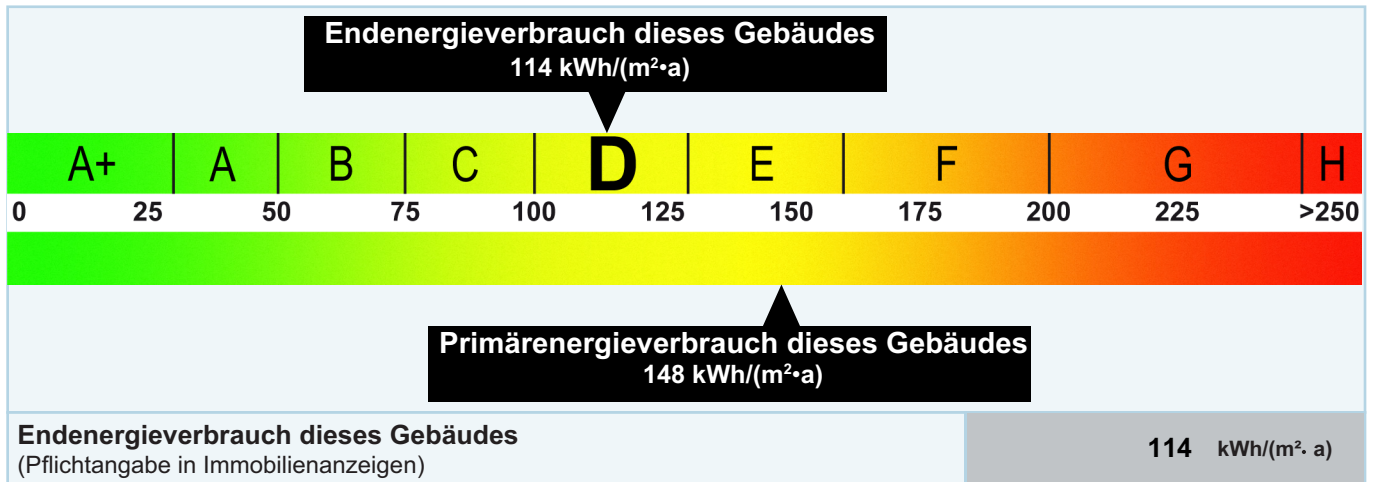 Endenergieverbrauch dieses Gebäudes
114 kWh/(m²•a)
A+ A B C D E F G H
0 25 50 75 100 125 150 175 200 225 >250
Primärenergieverbrauch dieses Gebäudes
148 kWh/(m²•a)
Endenergieverbrauch dieses Gebäudes
(Pflichtangabe in Immobilienanzeigen)
114 kWh/(m²· a)